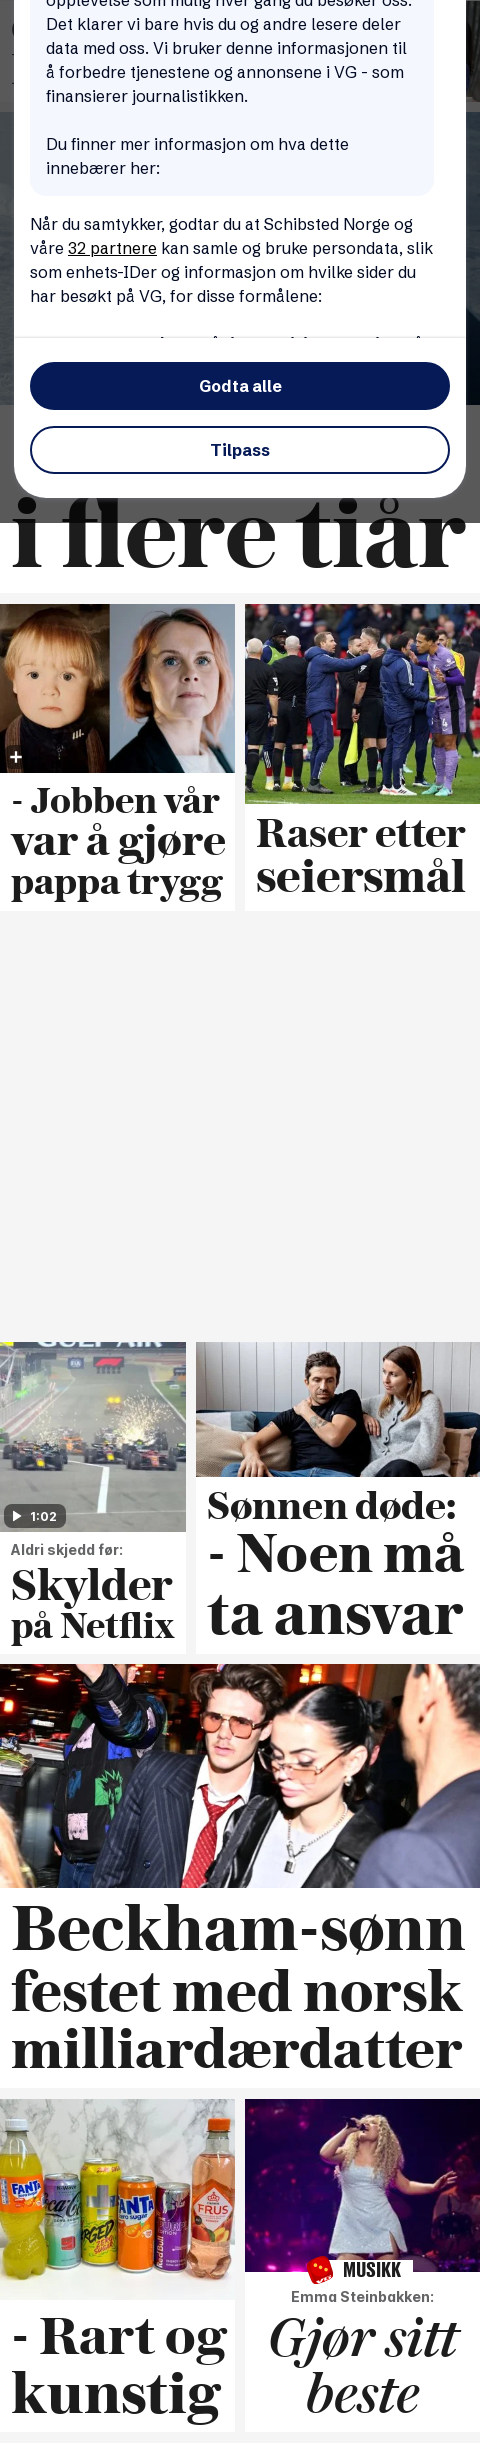 opplevelse som mulig hver gang du besøker oss.
Det klarer vi bare hvis du og andre lesere deler
data med oss. Vi bruker denne informasjonen til
å forbedre tjenestene og annonsene i VG - som
finansierer journalistikken.
Du finner mer informasjon om hva dette
innebærer her:
Når du samtykker, godtar du at Schibsted Norge og
våre 32 partnere kan samle og bruke persondata, slik
som enhets-IDer og informasjon om hvilke sider du
har besøkt på VG, for disse formålene:
Godta alle
Tilpass
i flere tiår
- Jobben vår
var å gjøre
pappa trygg
Raser etter
seiersmål
GULF AIR
1:02
Aldri skjedd før:
Skylder
på Netflix
Sønnen døde:
- Noen må
ta ansvar
Beckham-sønn
festet med norsk
milliardærdatter
FANTA
FANTA
FRUS
- Rart og
kunstig
MUSIKK
Emma Steinbakken:
Gjør sitt
beste